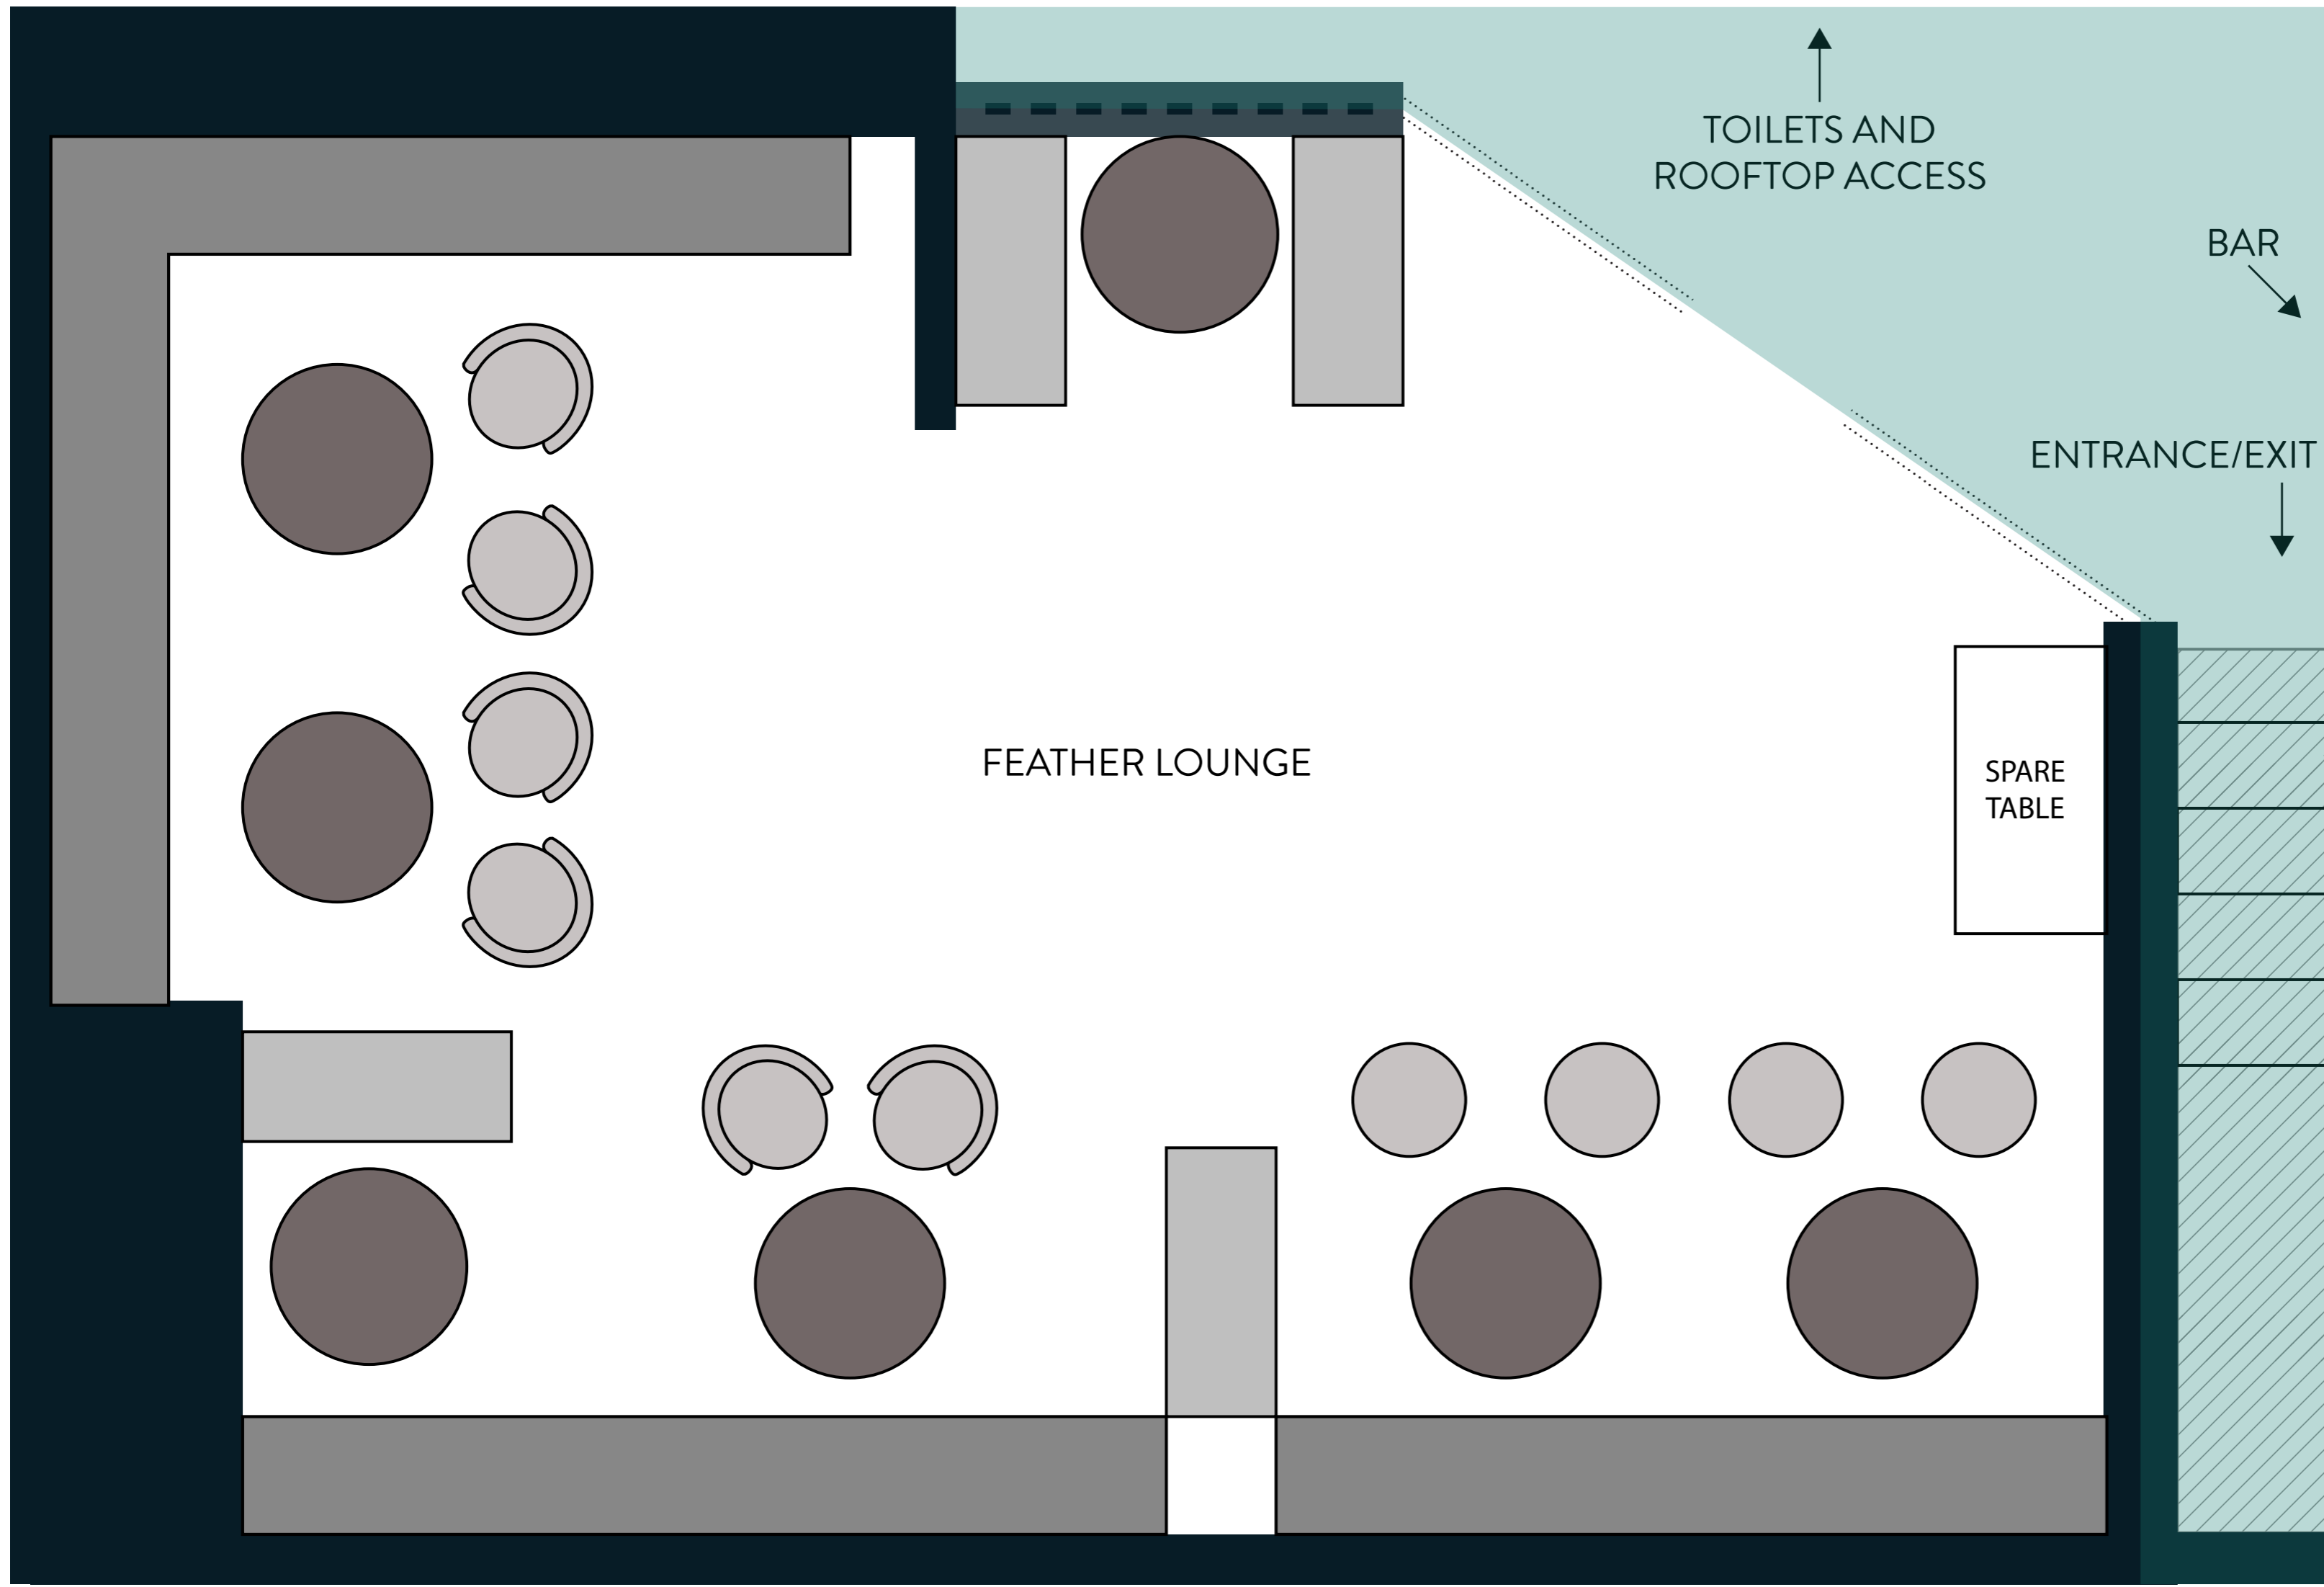 TOILETS AND
ROOFTOP ACCESS
BAR
ENTRANCE/EXIT
FEATHER LOUNGE
SPARE
TABLE